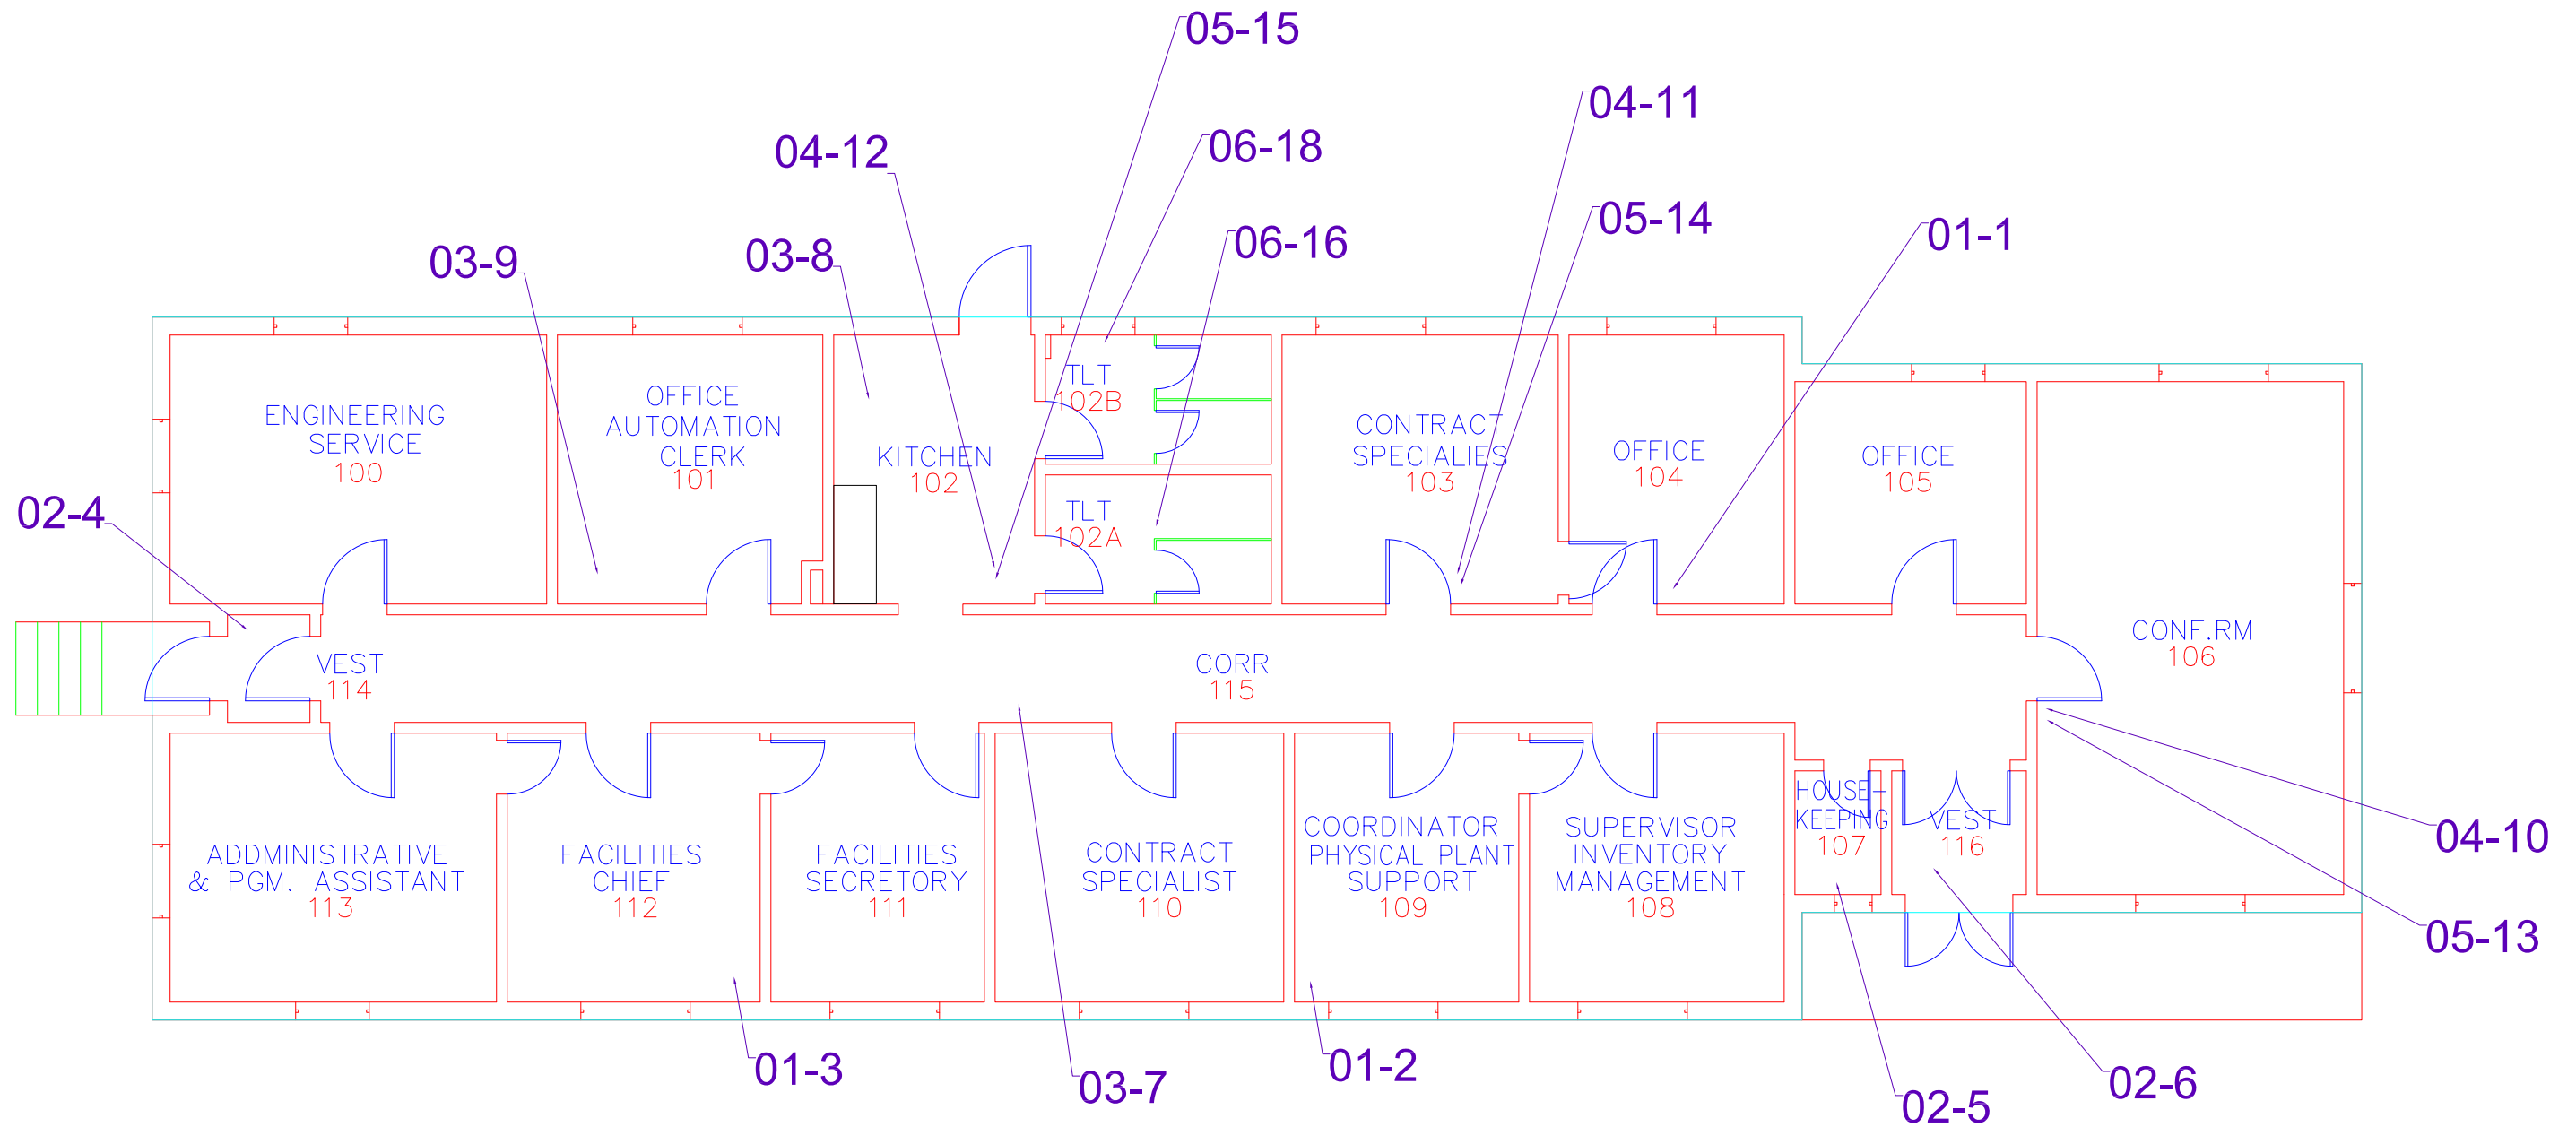 05-15
04-11
04-12
06-18
05-14
01-1
03-9
03-8
06-16
02-4
ENGINEERING
SERVICE
100
OFFICE
AUTOMATION
CLERK
101
KITCHEN
102
TLT
102B
TLT
102A
CONTRACT
SPECIALIES
103
OFFICE
104
OFFICE
105
VEST
114
CORR
115
CONF.RM
106
ADDMINISTRATIVE
& PGM. ASSISTANT
113
FACILITIES
CHIEF
112
FACILITIES
SECRETORY
111
CONTRACT
SPECIALIST
110
COORDINATOR
PHYSICAL PLANT
SUPPORT
109
SUPERVISOR
INVENTORY
MANAGEMENT
108
HOUSE-
KEEPING
107
VEST
116
04-10
05-13
01-3
03-7
01-2
02-5
02-6